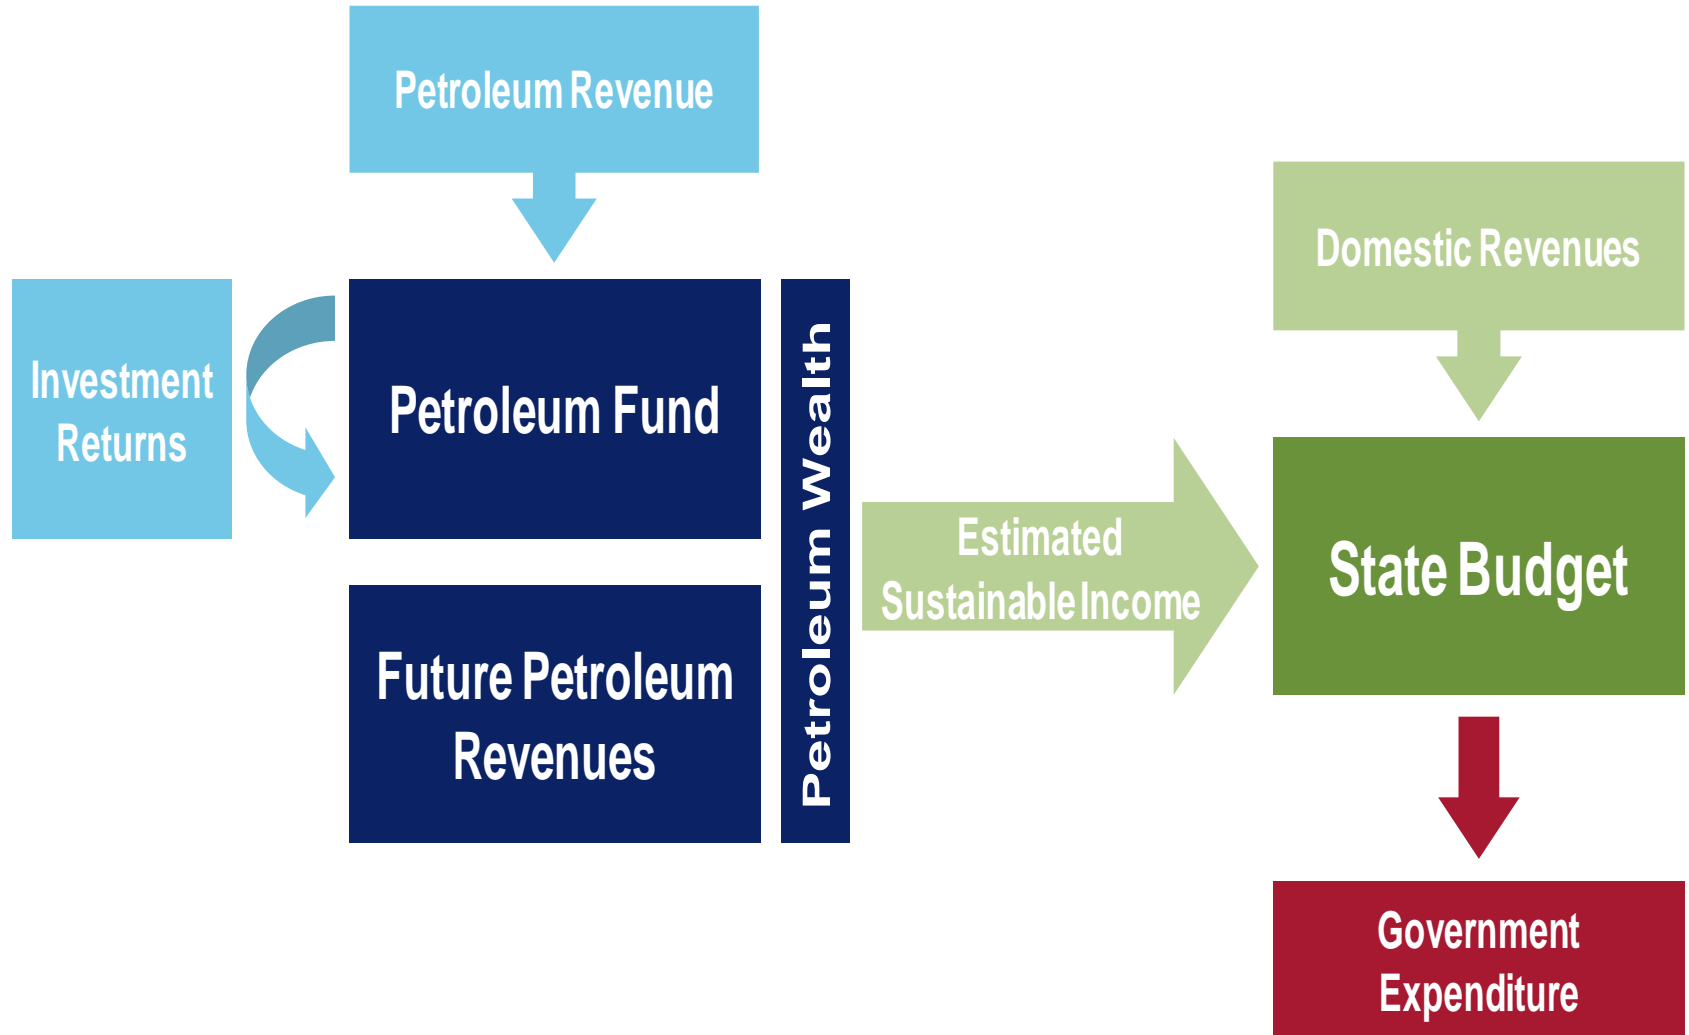 Petroleum Revenue
Domestic Revenues
Investment
Returns
Petroleum Fund
Petroleum Wealth
Estimated
Sustainable Income
State Budget
Future Petroleum
Revenues
Government
Expenditure